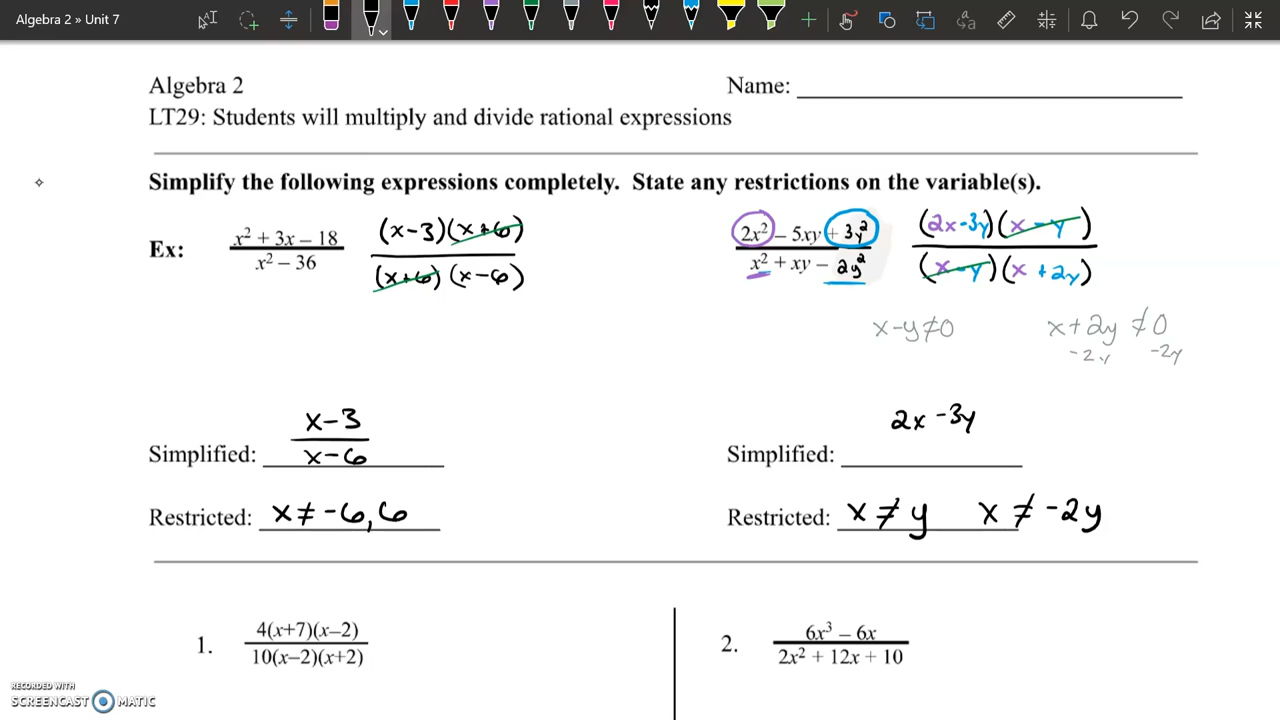 Algebra 2 » Unit 7
Algebra 2
Name:
LT29: Students will multiply and divide rational expressions
Simplify the following expressions completely. State any restrictions on the variable(s).
Ex:
x² + 3x – 18
x² – 36
(x-3)(x+6)
(x+6)(x-6)
2x² – 5xy + 3y²
x² + xy – 2y²
(2x-3y)(x-y)
(x-y)(x+2y)
x-y≠0
x+2y ≠0
-2y -2y
x-3
x-6
Simplified:
2x-3y
Simplified:
Restricted: x ≠ -6, 6
Restricted: x ≠ y x ≠ -2y
1.
4(x+7)(x–2)
10(x–2)(x+2)
2.
6x³ – 6x
2x² + 12x + 10
RECORDED WITH
SCREENCAST MATIC